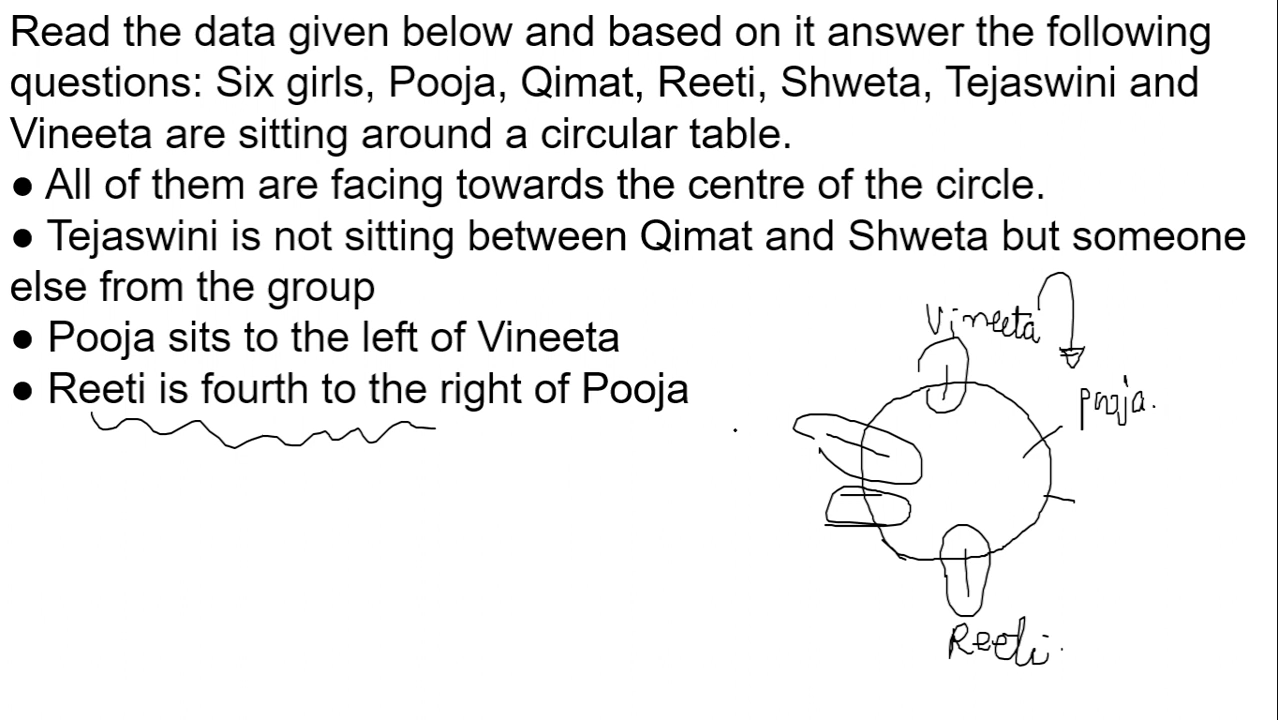 Read the data given below and based on it answer the following
questions: Six girls, Pooja, Qimat, Reeti, Shweta, Tejaswini and
Vineeta are sitting around a circular table.
● All of them are facing towards the centre of the circle.
● Tejaswini is not sitting between Qimat and Shweta but someone
else from the group
● Pooja sits to the left of Vineeta
● Reeti is fourth to the right of Pooja
Vineeta
Pooja.
Reeti.